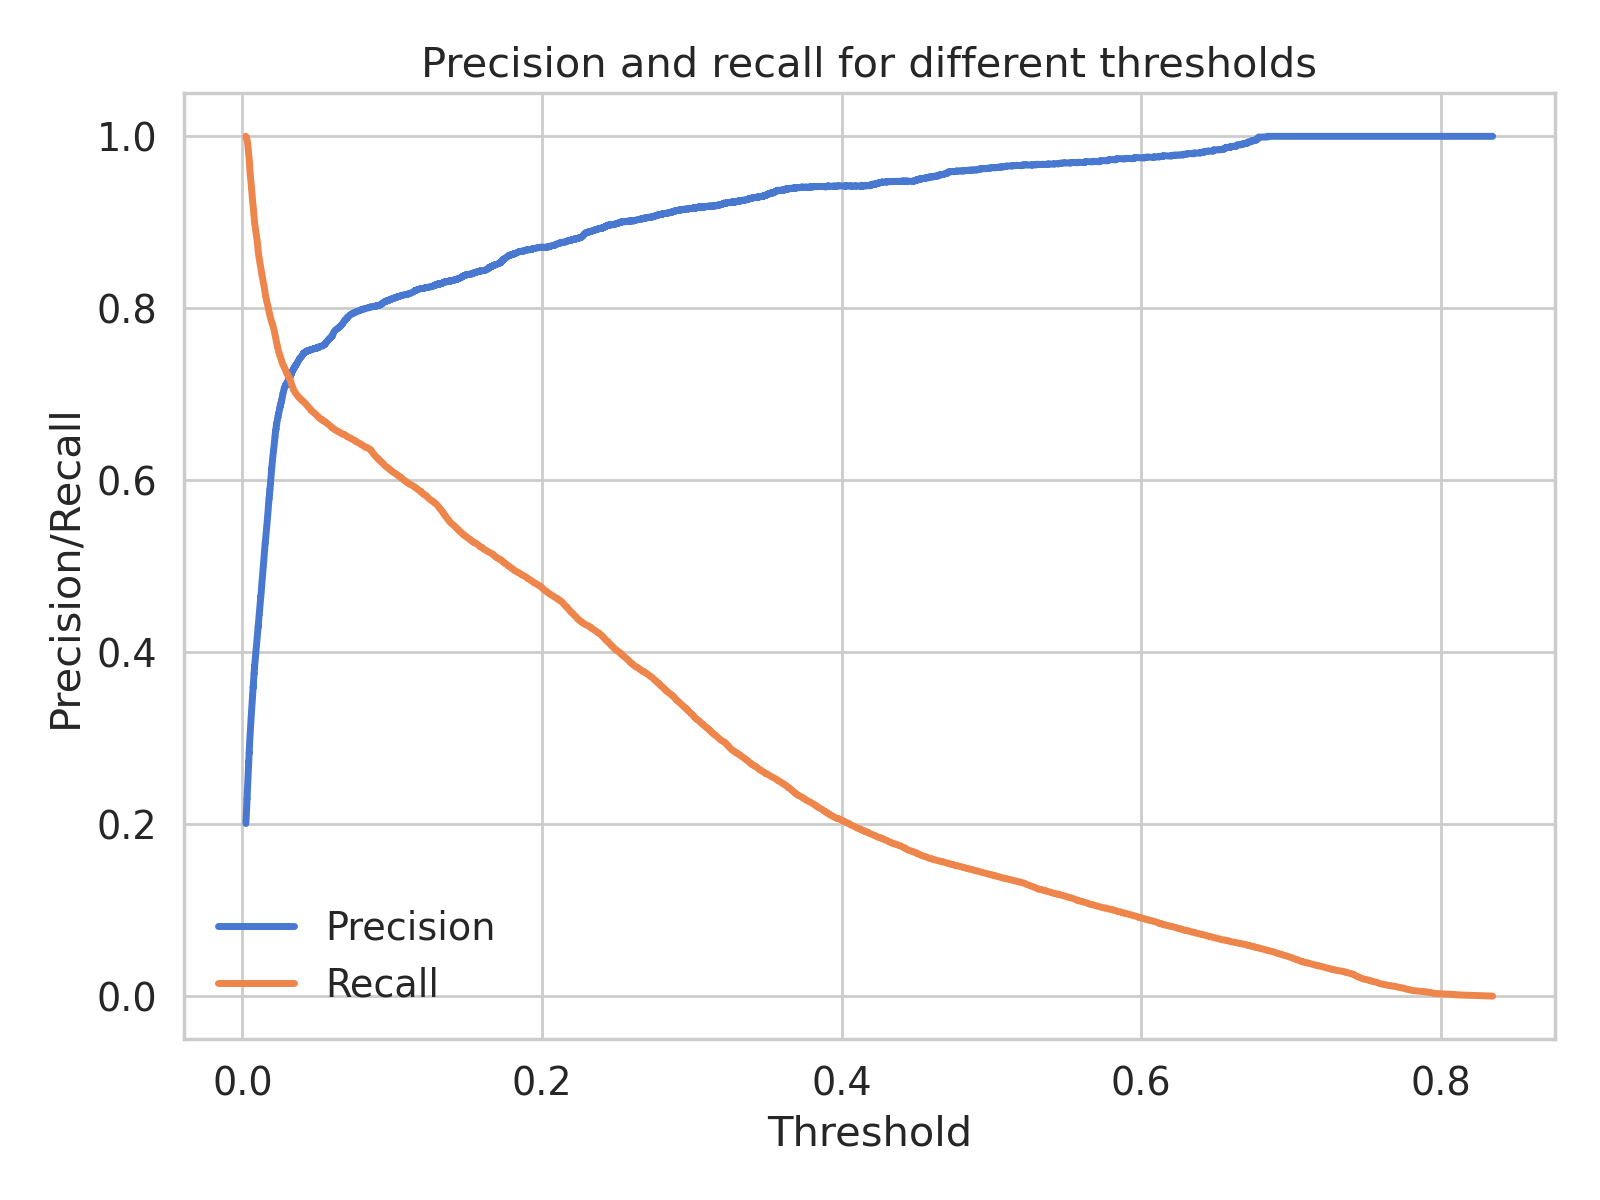 Precision and recall for different thresholds
1.0
0.8
0.6
0.4
0.2
0.0
Precision/Recall
Precision
Recall
0.0 0.2 0.4 0.6 0.8
Threshold